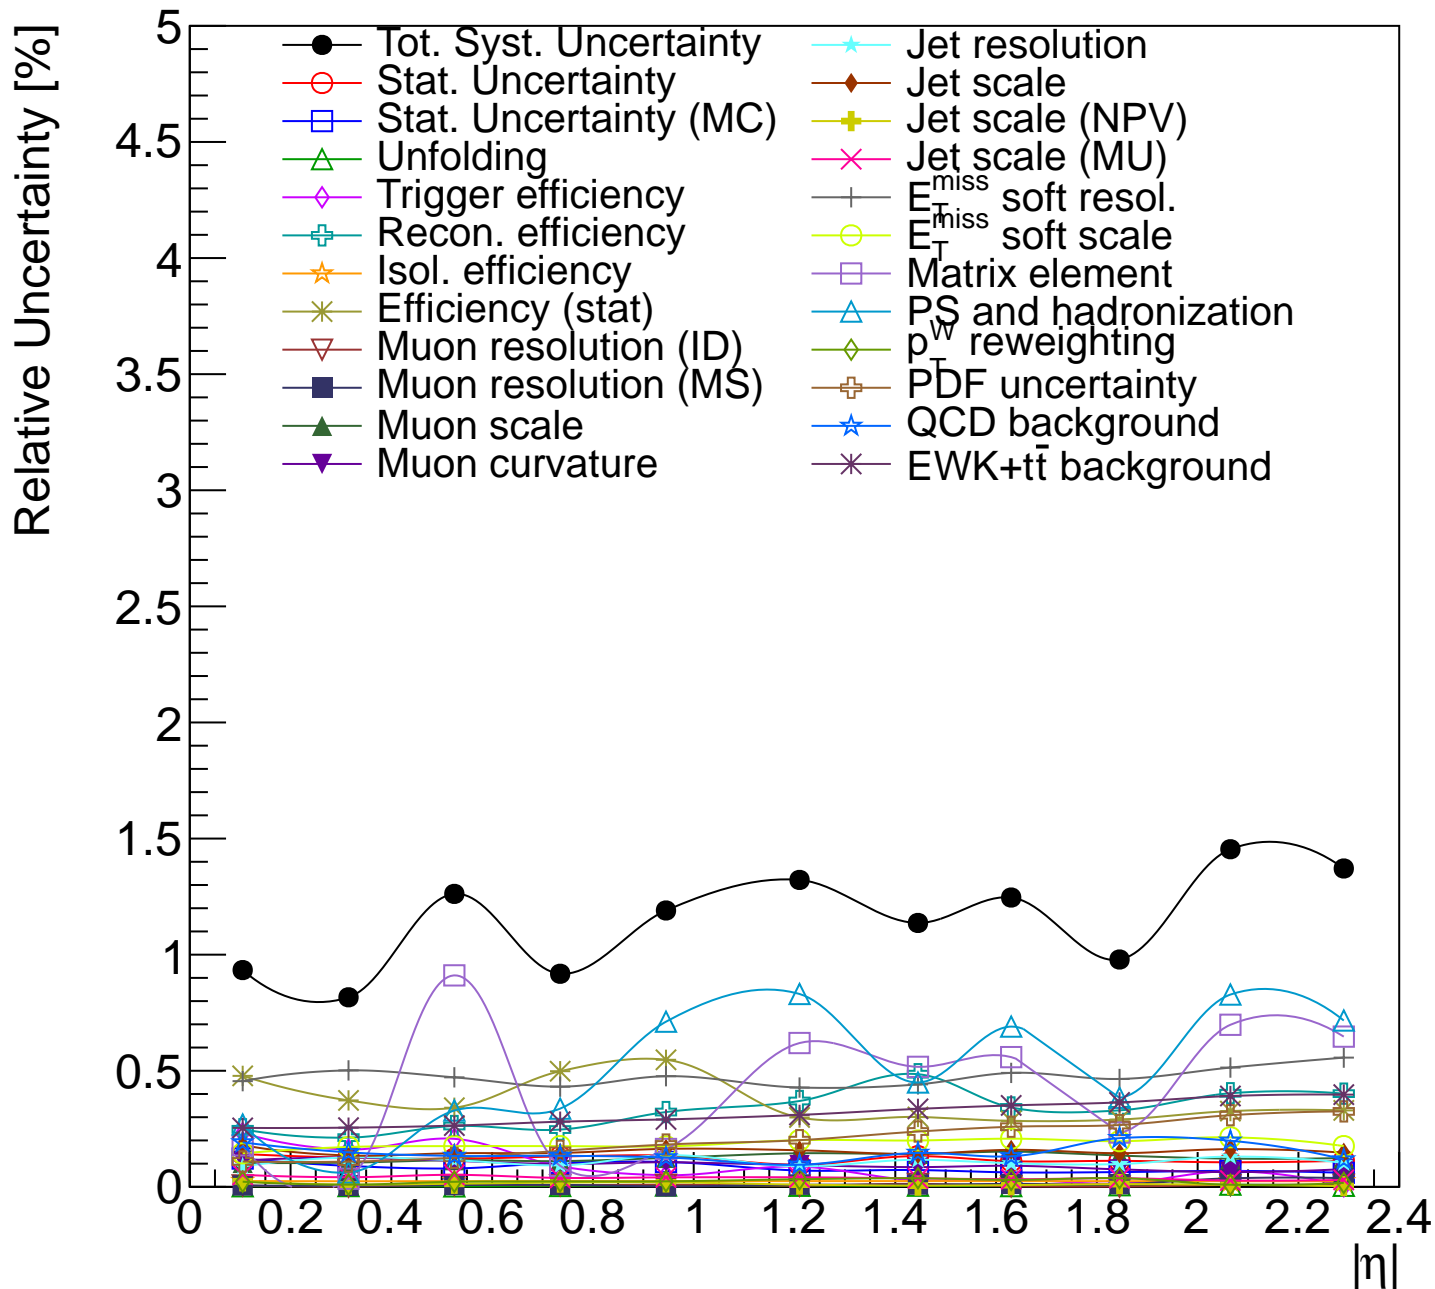 Relative Uncertainty [%]
5
4.5
4
3.5
3
2.5
2
1.5
1
0.5
0
Tot. Syst. Uncertainty
Stat. Uncertainty
Stat. Uncertainty (MC)
Unfolding
Trigger efficiency
Recon. efficiency
Isol. efficiency
Efficiency (stat)
Muon resolution (ID)
Muon resolution (MS)
Muon scale
Muon curvature
Jet resolution
Jet scale
Jet scale (NPV)
Jet scale (MU)
E_T^miss soft resol.
E_T^miss soft scale
Matrix element
PS and hadronization
p_T^W reweighting
PDF uncertainty
QCD background
EWK+tt̄ background
0 0.2 0.4 0.6 0.8 1 1.2 1.4 1.6 1.8 2 2.2 2.4
|η|